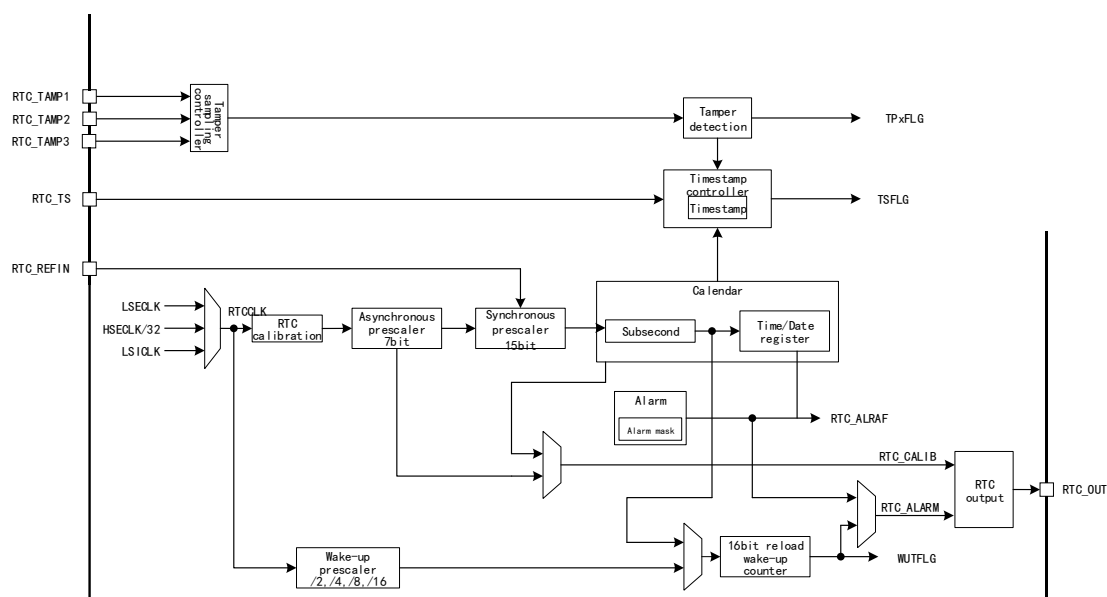 RTC_TAMP1
RTC_TAMP2
RTC_TAMP3
Tamper
sampling
controller
Tamper
detection
TPxFLG
RTC_TS
Timestamp
controller
Timestamp
TSFLG
RTC_REFIN
LSECLK
HSECLK/32
LSICLK
RTCCLK
RTC
calibration
Asynchronous
prescaler
7bit
Synchronous
prescaler
15bit
Calendar
Subsecond
Time/Date
register
Alarm
Alarm mask
RTC_ALRAF
RTC_CALIB
RTC_ALARM
RTC
output
RTC_OUT
Wake-up
prescaler
/2,/4,/8,/16
16bit reload
wake-up
counter
WUTFLG